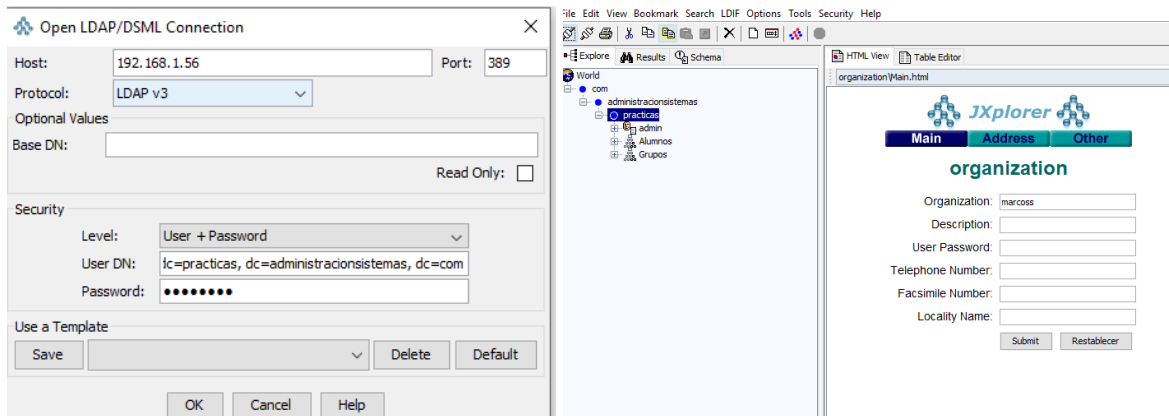 Open LDAP/DSML Connection
Host: 192.168.1.56 Port: 389
Protocol: LDAP v3
Optional Values
Base DN:
Read Only:
Security
Level: User + Password
User DN: dc=practicas, dc=administracionsistemas, dc=com
Password: ●●●●●●●●
Use a Template
Save Delete Default
OK Cancel Help
File Edit View Bookmark Search LDIF Options Tools Security Help
Explore Results Schema
World
com
administracionsistemas
practicas
admin
Alumnos
Grupos
HTML View Table Editor
organization\Main.html
JXplorer
Main Address Other
organization
Organization: marcoss
Description:
User Password:
Telephone Number:
Facsimile Number:
Locality Name:
Submit Restablecer